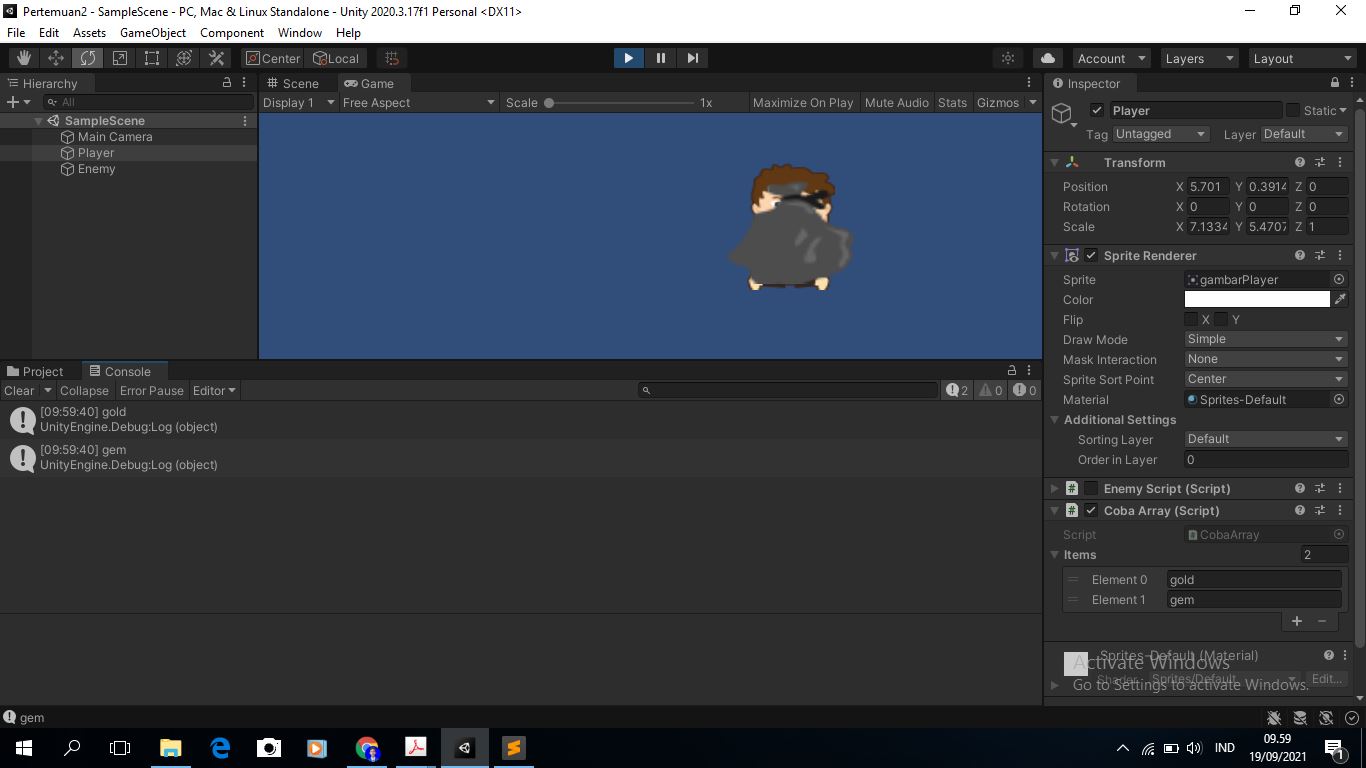 Pertemuan2 - SampleScene - PC, Mac & Linux Standalone - Unity 2020.3.17f1 Personal <DX11>
File Edit Assets GameObject Component Window Help
Center Local Account Layers Layout
Hierarchy
All
SampleScene
Main Camera
Player
Enemy
Scene Game
Display 1 Free Aspect Scale 1x Maximize On Play Mute Audio Stats Gizmos
Project Console
Clear Collapse Error Pause Editor 2 0 0
[09:59:40] gold
UnityEngine.Debug:Log (object)
[09:59:40] gem
UnityEngine.Debug:Log (object)
Inspector
Player Static
Tag Untagged Layer Default
Transform
Position X 5.701 Y 0.3914 Z 0
Rotation X 0 Y 0 Z 0
Scale X 7.1334 Y 5.4707 Z 1
Sprite Renderer
Sprite gambarPlayer
Color
Flip X Y
Draw Mode Simple
Mask Interaction None
Sprite Sort Point Center
Material Sprites-Default
Additional Settings
Sorting Layer Default
Order in Layer 0
# Enemy Script (Script)
# Coba Array (Script)
Script CobaArray
Items 2
Element 0 gold
Element 1 gem
Sprites-Default (Material)
Activate Windows
Shader Sprites/Default Edit...
Go to Settings to activate Windows.
gem
IND
09.59
19/09/2021
1